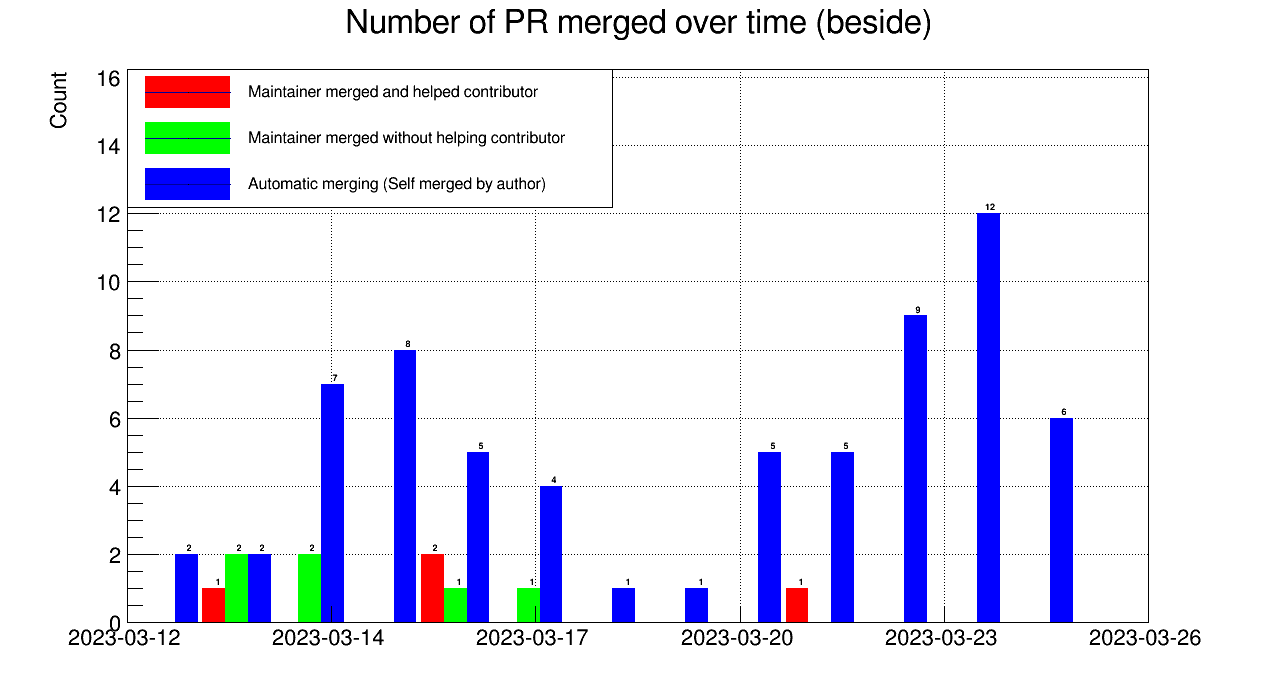 Number of PR merged over time (beside)
Count
16
14
12
10
8
6
4
2
0
Maintainer merged and helped contributor
Maintainer merged without helping contributor
Automatic merging (Self merged by author)
2 1 2 2 2 7 8 2 1 5 1 4 1 1 5 1 5 9 12 6
2023-03-12 2023-03-14 2023-03-17 2023-03-20 2023-03-23 2023-03-26